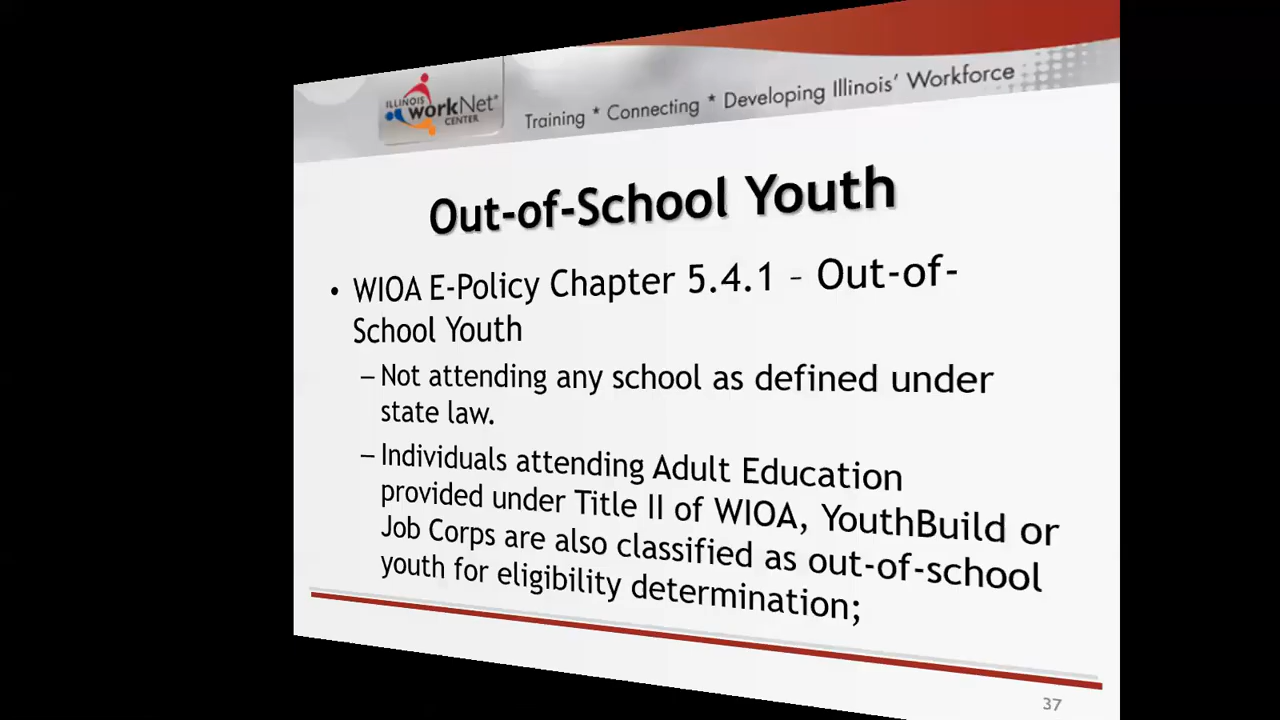 ILLINOIS
workNet®
CENTER
Training * Connecting * Developing Illinois' Workforce
Out-of-School Youth
• WIOA E-Policy Chapter 5.4.1 – Out-of-
School Youth
– Not attending any school as defined under
state law.
– Individuals attending Adult Education
provided under Title II of WIOA, YouthBuild or
Job Corps are also classified as out-of-school
youth for eligibility determination;
37